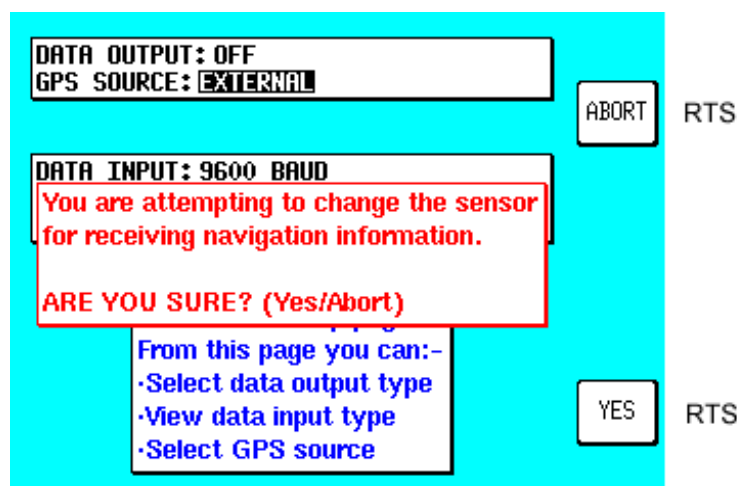 DATA OUTPUT: OFF
GPS SOURCE: EXTERNAL
ABORT
RTS
DATA INPUT: 9600 BAUD
You are attempting to change the sensor
for receiving navigation information.
ARE YOU SURE? (Yes/Abort)
From this page you can:-
·Select data output type
·View data input type
·Select GPS source
YES
RTS